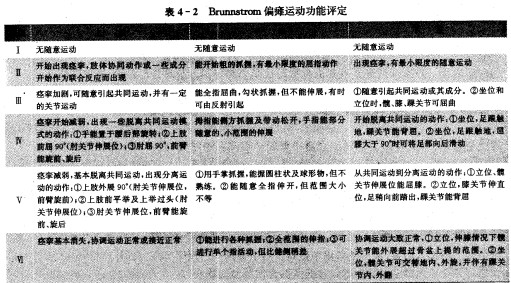 表 4-2 Brunnstrom 偏瘫运动功能评定
Ⅰ 无随意运动 无随意运动 无随意运动
Ⅱ 开始出现痉挛,肢体协同动作或一些成分 能开始粗的抓握,有最小限度的屈指动作 出现痉挛,有最小限度的随意运动
开始作为联合反应而出现
Ⅲ 痉挛加剧,可随意引起共同运动,并有一定 能全指屈曲,勾状抓握,但不能伸展,有时 ①随意引起共同运动或其成分。②坐位和
的关节运动 可由反射引起 立位时,髋、膝、踝关节可屈曲
Ⅳ 痉挛开始减弱,出现一些脱离共同运动模 拇指能侧方抓握及带动松开,手指能部分 开始脱离共同运动的动作:①坐位,足跟触
式的动作:①手能置于腰后部旋转;②上肢 随意的、小范围的伸展 地,踝关节能背屈。②坐位,足跟触地,屈
前屈 90°(肘关节伸展位);③肘屈 90°,前臂 膝大于 90°时可将足部向后滑动
能旋前、旋后
Ⅴ 痉挛减弱,基本脱离共同运动,出现分离运 ①用手掌抓握,能握圆柱状及球形物,但不 从共同运动到分离运动的动作:①立位、髋
动的动作:①上肢外展 90°(肘关节伸展位, 熟练。②能随意全指伸开,但范围大小 关节伸展位能屈膝。②立位,膝关节伸直
前臂旋前);②上肢前平举及上举过头(肘 不等 位,足稍向前踏出,踝关节能背屈
关节伸展位);③肘关节伸展位,前臂能旋
前、旋后
Ⅵ 痉挛基本消失,协调运动正常或接近正常 ①能进行各种抓握;②全范围的伸指;③可 协调运动大致正常,①立位,伸膝情况下髋
进行单个指活动,但比健侧稍差 关节能外展超过骨盆上提的范围。②坐
位,髋关节可交替地内、外旋,并伴有踝关
节内、外翻